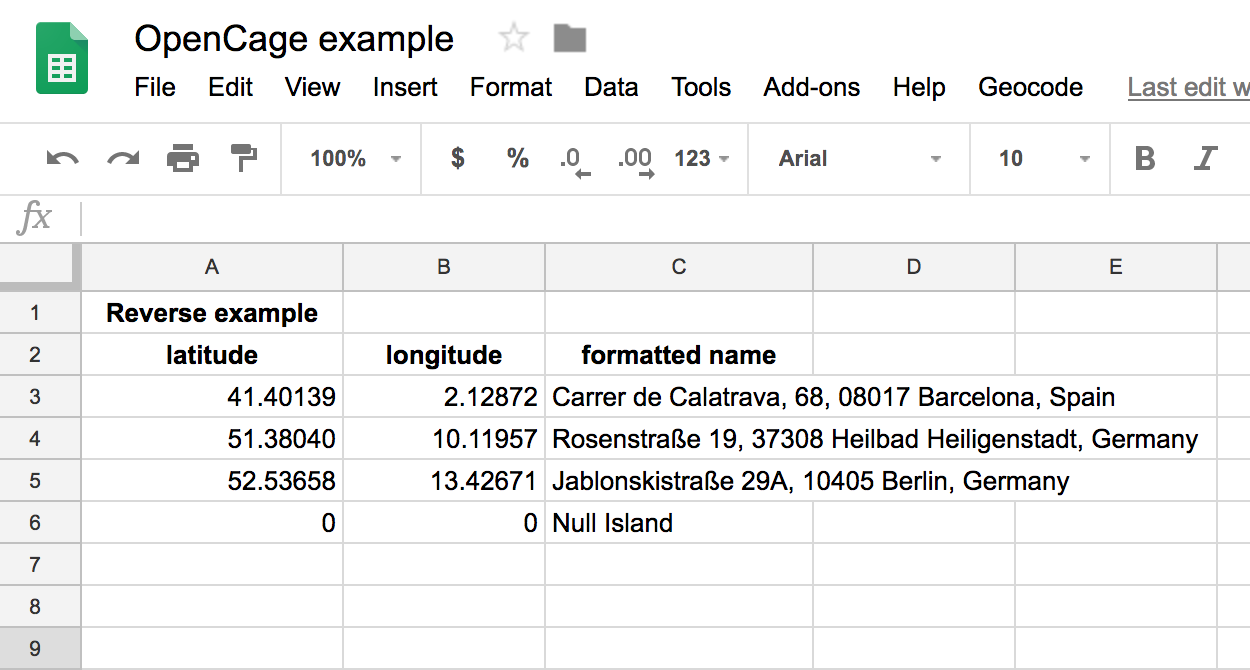 OpenCage example
File Edit View Insert Format Data Tools Add-ons Help Geocode Last edit w
100% $ % .0 .00 123 Arial 10 B I
fx
A B C D E
1 Reverse example
2 latitude longitude formatted name
3 41.40139 2.12872 Carrer de Calatrava, 68, 08017 Barcelona, Spain
4 51.38040 10.11957 Rosenstraße 19, 37308 Heilbad Heiligenstadt, Germany
5 52.53658 13.42671 Jablonskistraße 29A, 10405 Berlin, Germany
6 0 0 Null Island
7
8
9